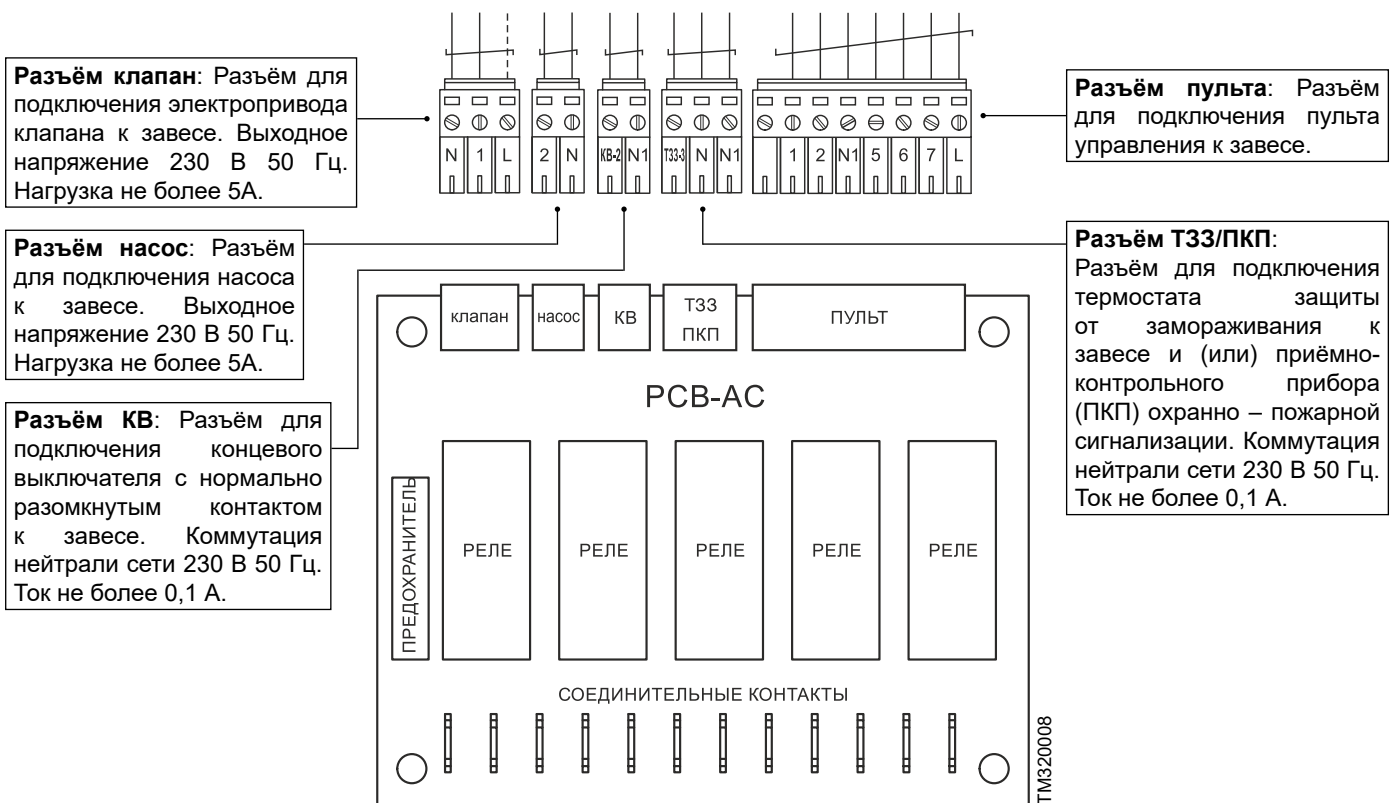 Разъём клапан: Разъём для
подключения электропривода
клапана к завесе. Выходное
напряжение 230 В 50 Гц.
Нагрузка не более 5А.
Разъём насос: Разъём
для подключения насоса
к завесе. Выходное
напряжение 230 В 50 Гц.
Нагрузка не более 5А.
Разъём КВ: Разъём для
подключения концевого
выключателя с нормально
разомкнутым контактом
к завесе. Коммутация
нейтрали сети 230 В 50 Гц.
Ток не более 0,1 А.
N 1 L
2 N
КВ-2 N1
ТЗЗ-3 N N1
1 2 N1 5 6 7 L
Разъём пульта: Разъём
для подключения пульта
управления к завесе.
Разъём ТЗЗ/ПКП:
Разъём для подключения
термостата защиты
от замораживания к
завесе и (или) приёмно-
контрольного прибора
(ПКП) охранно – пожарной
сигнализации. Коммутация
нейтрали сети 230 В 50 Гц.
Ток не более 0,1 А.
клапан
насос
КВ
ТЗЗ
ПКП
ПУЛЬТ
PCB-AC
ПРЕДОХРАНИТЕЛЬ
РЕЛЕ РЕЛЕ РЕЛЕ РЕЛЕ РЕЛЕ
СОЕДИНИТЕЛЬНЫЕ КОНТАКТЫ
TM320008